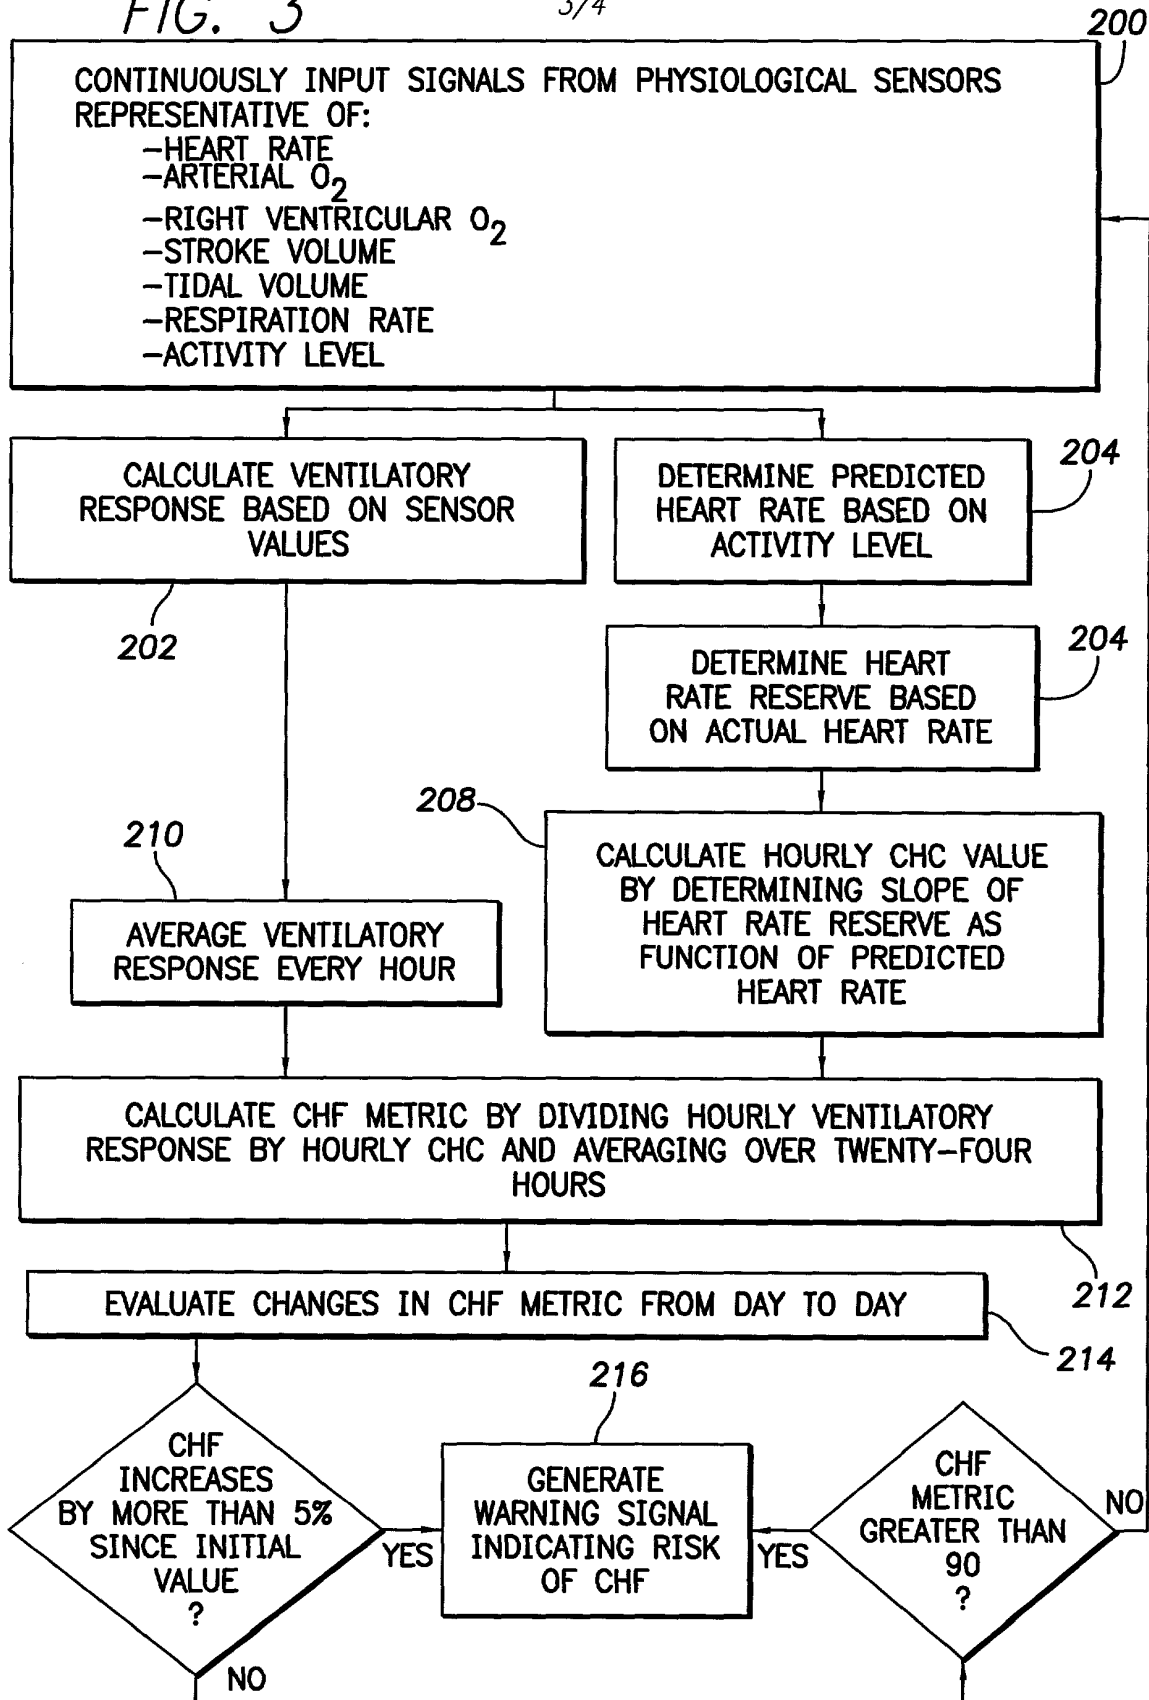 FIG. 3
3/4
200
CONTINUOUSLY INPUT SIGNALS FROM PHYSIOLOGICAL SENSORS
REPRESENTATIVE OF:
-HEART RATE
-ARTERIAL O2
-RIGHT VENTRICULAR O2
-STROKE VOLUME
-TIDAL VOLUME
-RESPIRATION RATE
-ACTIVITY LEVEL
CALCULATE VENTILATORY
RESPONSE BASED ON SENSOR
VALUES
202
DETERMINE PREDICTED
HEART RATE BASED ON
ACTIVITY LEVEL
204
DETERMINE HEART
RATE RESERVE BASED
ON ACTUAL HEART RATE
204
208
CALCULATE HOURLY CHC VALUE
BY DETERMINING SLOPE OF
HEART RATE RESERVE AS
FUNCTION OF PREDICTED
HEART RATE
210
AVERAGE VENTILATORY
RESPONSE EVERY HOUR
CALCULATE CHF METRIC BY DIVIDING HOURLY VENTILATORY
RESPONSE BY HOURLY CHC AND AVERAGING OVER TWENTY-FOUR
HOURS
212
EVALUATE CHANGES IN CHF METRIC FROM DAY TO DAY
214
CHF
INCREASES
BY MORE THAN 5%
SINCE INITIAL
VALUE
?
YES
NO
216
GENERATE
WARNING SIGNAL
INDICATING RISK
OF CHF
YES
CHF
METRIC
GREATER THAN
90
?
NO